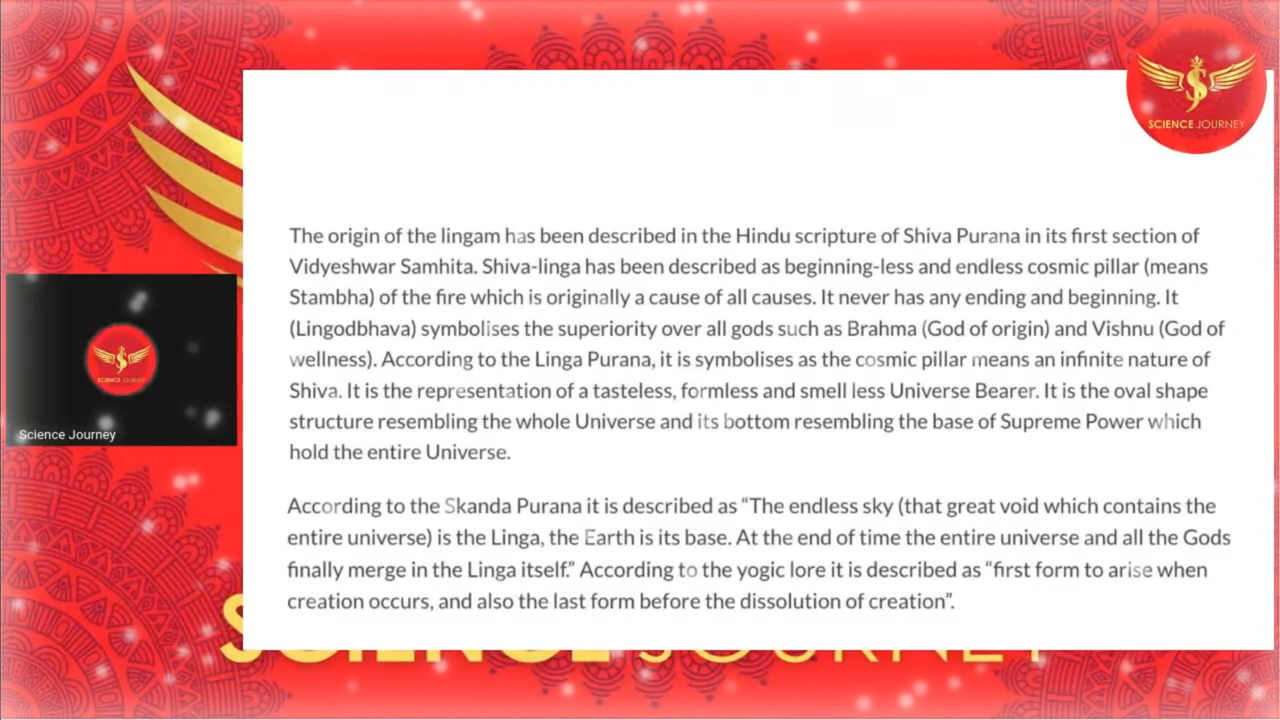 SCIENCE JOURNEY
The origin of the lingam has been described in the Hindu scripture of Shiva Purana in its first section of
Vidyeshwar Samhita. Shiva-linga has been described as beginning-less and endless cosmic pillar (means
Stambha) of the fire which is originally a cause of all causes. It never has any ending and beginning. It
(Lingodbhava) symbolises the superiority over all gods such as Brahma (God of origin) and Vishnu (God of
wellness). According to the Linga Purana, it is symbolises as the cosmic pillar means an infinite nature of
Shiva. It is the representation of a tasteless, formless and smell less Universe Bearer. It is the oval shape
structure resembling the whole Universe and its bottom resembling the base of Supreme Power which
hold the entire Universe.
SCIENCE JOURNEY
Science Journey
According to the Skanda Purana it is described as “The endless sky (that great void which contains the
entire universe) is the Linga, the Earth is its base. At the end of time the entire universe and all the Gods
finally merge in the Linga itself.” According to the yogic lore it is described as “first form to arise when
creation occurs, and also the last form before the dissolution of creation”.
SCIENCE JOURNEY